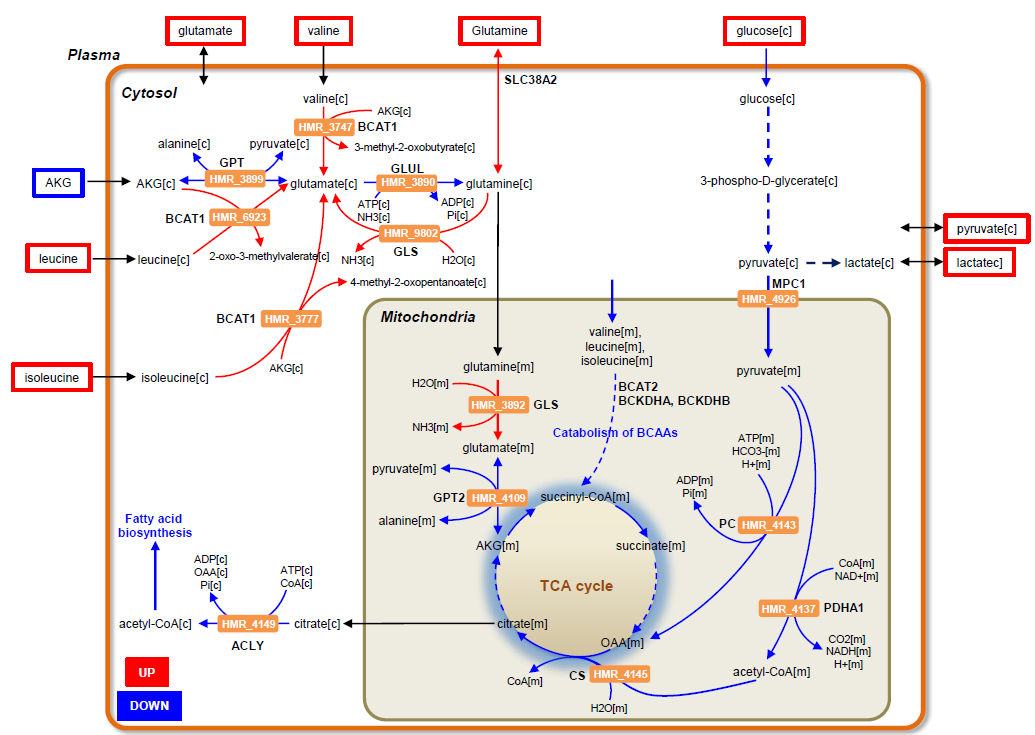 glutamate
valine
Glutamine
glucose[c]
Plasma
Cytosol
SLC38A2
valine[c]
AKG[c]
HMR_3747
BCAT1
3-methyl-2-oxobutyrate[c]
glucose[c]
alanine[c]
pyruvate[c]
GPT
HMR_3899
GLUL
HMR_3890
AKG
AKG[c]
glutamate[c]
glutamine[c]
3-phospho-D-glycerate[c]
ATP[c]
NH3[c]
ADP[c]
Pi[c]
BCAT1
HMR_6923
HMR_9802
GLS
NH3[c]
H2O[c]
2-oxo-3-methylvalerate[c]
leucine
leucine[c]
4-methyl-2-oxopentanoate[c]
pyruvate[c]
pyruvate[c]
lactate[c]
lactatec]
MPC1
HMR_4926
BCAT1
HMR_3777
AKG[c]
isoleucine
isoleucine[c]
Mitochondria
valine[m],
leucine[m],
isoleucine[m]
glutamine[m]
pyruvate[m]
H2O[m]
HMR_3892
GLS
NH3[m]
BCAT2
BCKDHA, BCKDHB
Catabolism of BCAAs
glutamate[m]
pyruvate[m]
GPT2
HMR_4109
alanine[m]
succinyl-CoA[m]
ATP[m]
HCO3-[m]
H+[m]
ADP[m]
Pi[m]
PC
HMR_4143
AKG[m]
succinate[m]
TCA cycle
Fatty acid
biosynthesis
ADP[c]
OAA[c]
Pi[c]
ATP[c]
CoA[c]
CoA[m]
NAD+[m]
HMR_4137
PDHA1
acetyl-CoA[c]
HMR_4149
ACLY
citrate[c]
citrate[m]
OAA[m]
CO2[m]
NADH[m]
H+[m]
CoA[m]
CS
HMR_4145
H2O[m]
acetyl-CoA[m]
UP
DOWN